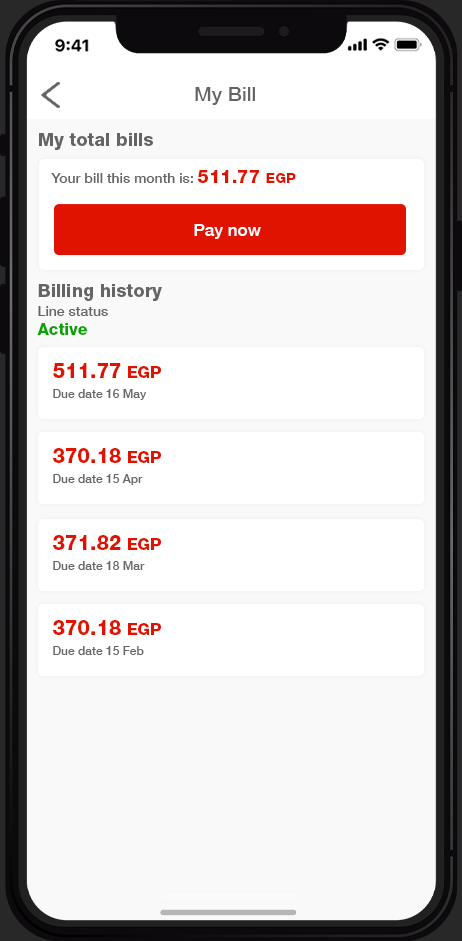 9:41
My Bill
My total bills
Your bill this month is: 511.77 EGP
Pay now
Billing history
Line status
Active
511.77 EGP
Due date 16 May
370.18 EGP
Due date 15 Apr
371.82 EGP
Due date 18 Mar
370.18 EGP
Due date 15 Feb